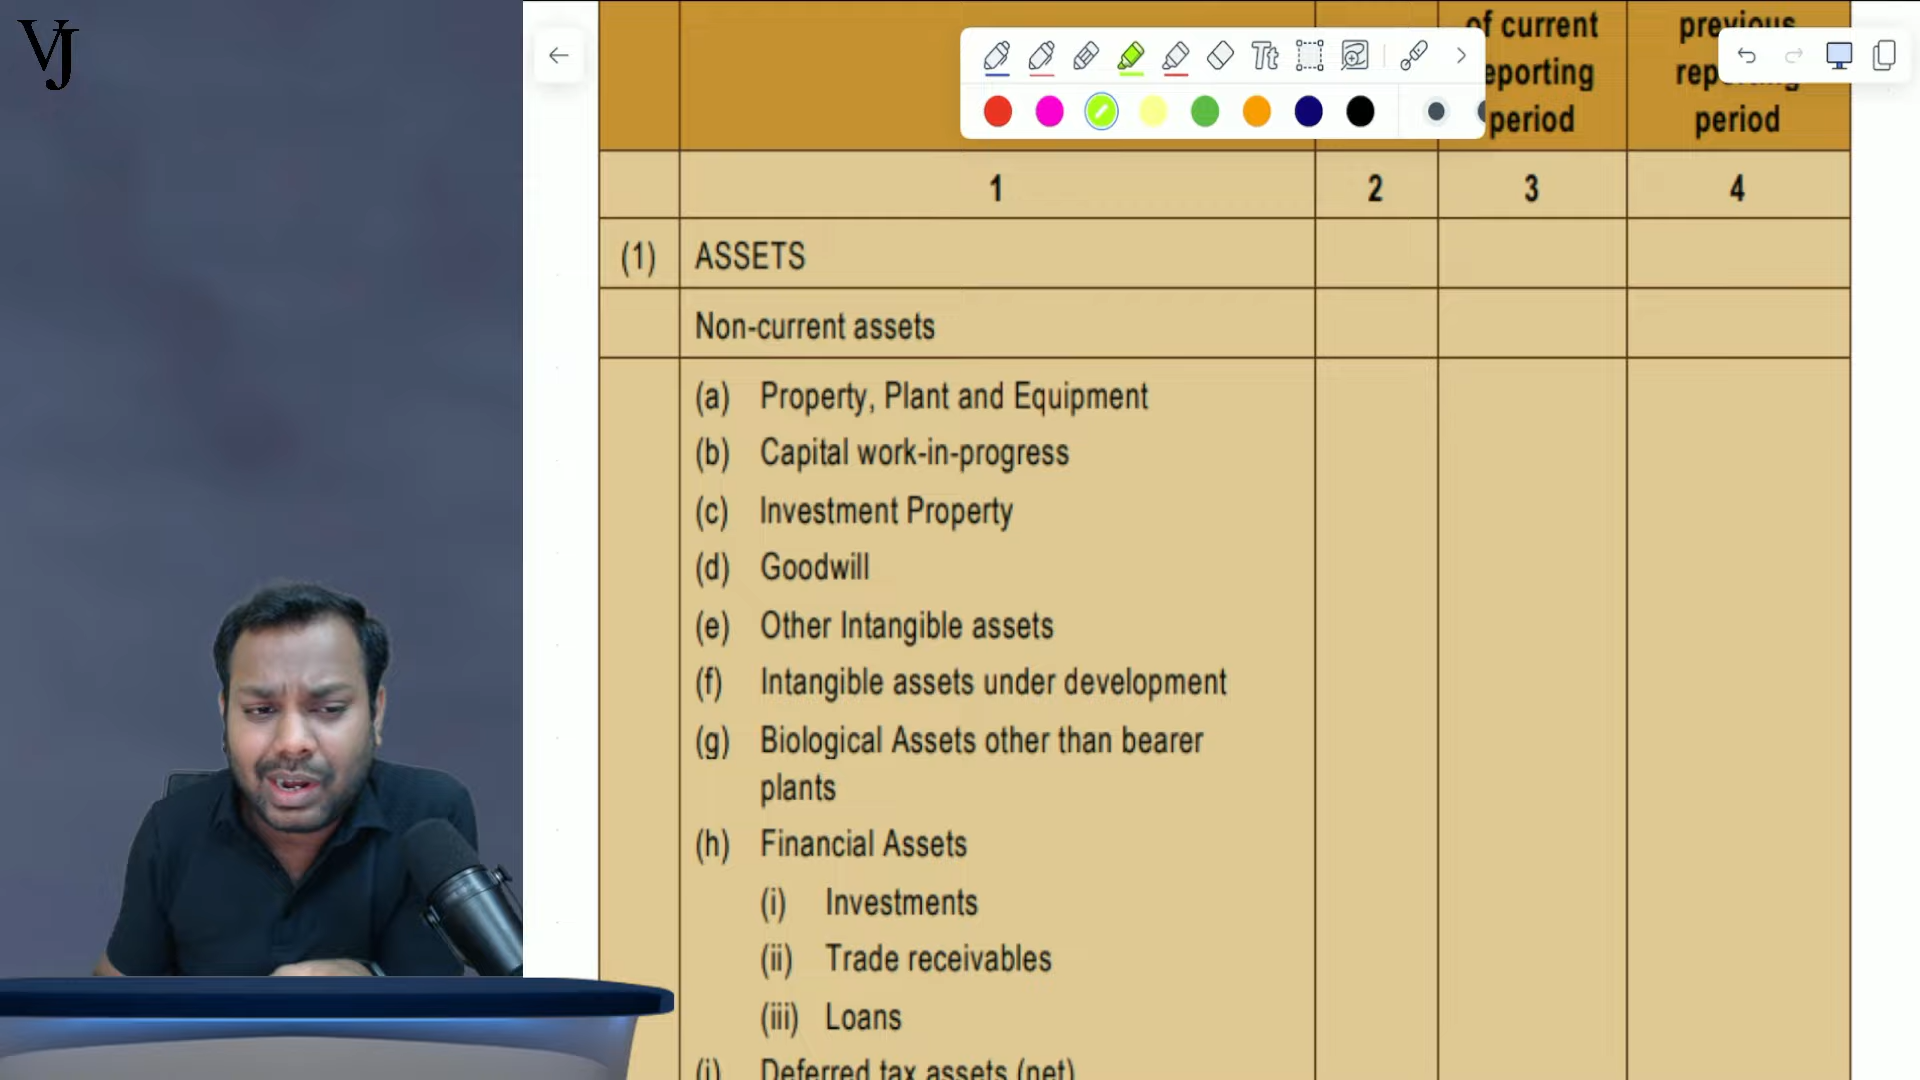 VJ
of current
previous
eporting
period
period
1
2
3
4
(1) ASSETS
Non-current assets
(a) Property, Plant and Equipment
(b) Capital work-in-progress
(c) Investment Property
(d) Goodwill
(e) Other Intangible assets
(f) Intangible assets under development
(g) Biological Assets other than bearer
plants
(h) Financial Assets
(i) Investments
(ii) Trade receivables
(iii) Loans
(i) Deferred tax assets (net)
Tt